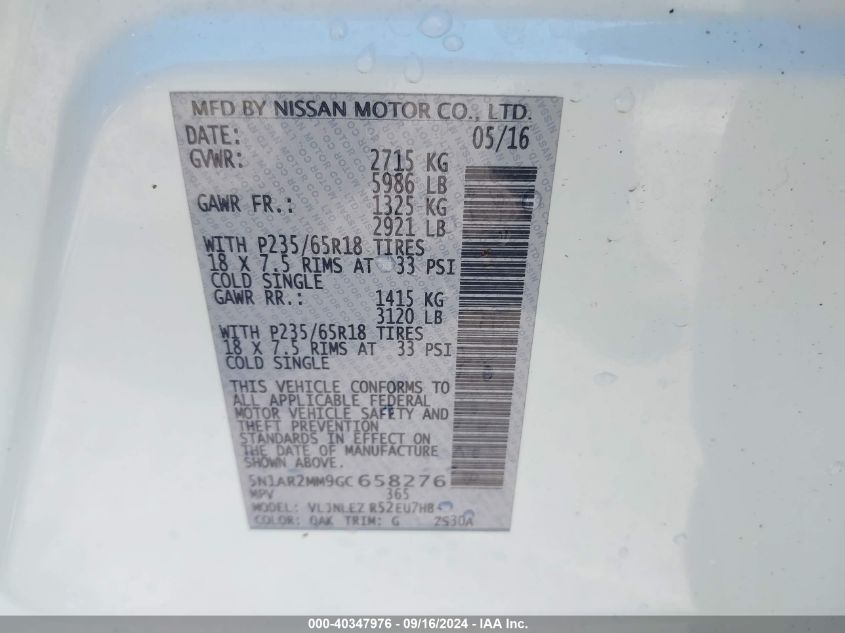 MFD BY NISSAN MOTOR CO., LTD.
DATE: 05/16
GVWR: 2715 KG
5986 LB
GAWR FR.: 1325 KG
2921 LB
WITH P235/65R18 TIRES
18 X 7.5 RIMS AT 33 PSI
COLD SINGLE
GAWR RR.: 1415 KG
3120 LB
WITH P235/65R18 TIRES
18 X 7.5 RIMS AT 33 PSI
COLD SINGLE
THIS VEHICLE CONFORMS TO
ALL APPLICABLE FEDERAL
MOTOR VEHICLE SAFETY AND
THEFT PREVENTION
STANDARDS IN EFFECT ON
THE DATE OF MANUFACTURE
SHOWN ABOVE.
5N1AR2MM9GC658276
MPV 365
MODEL: VLJNLEZ R52EU7HB-
COLOR: QAK TRIM: G 2S30A
000-40347976 - 09/16/2024 - IAA Inc.